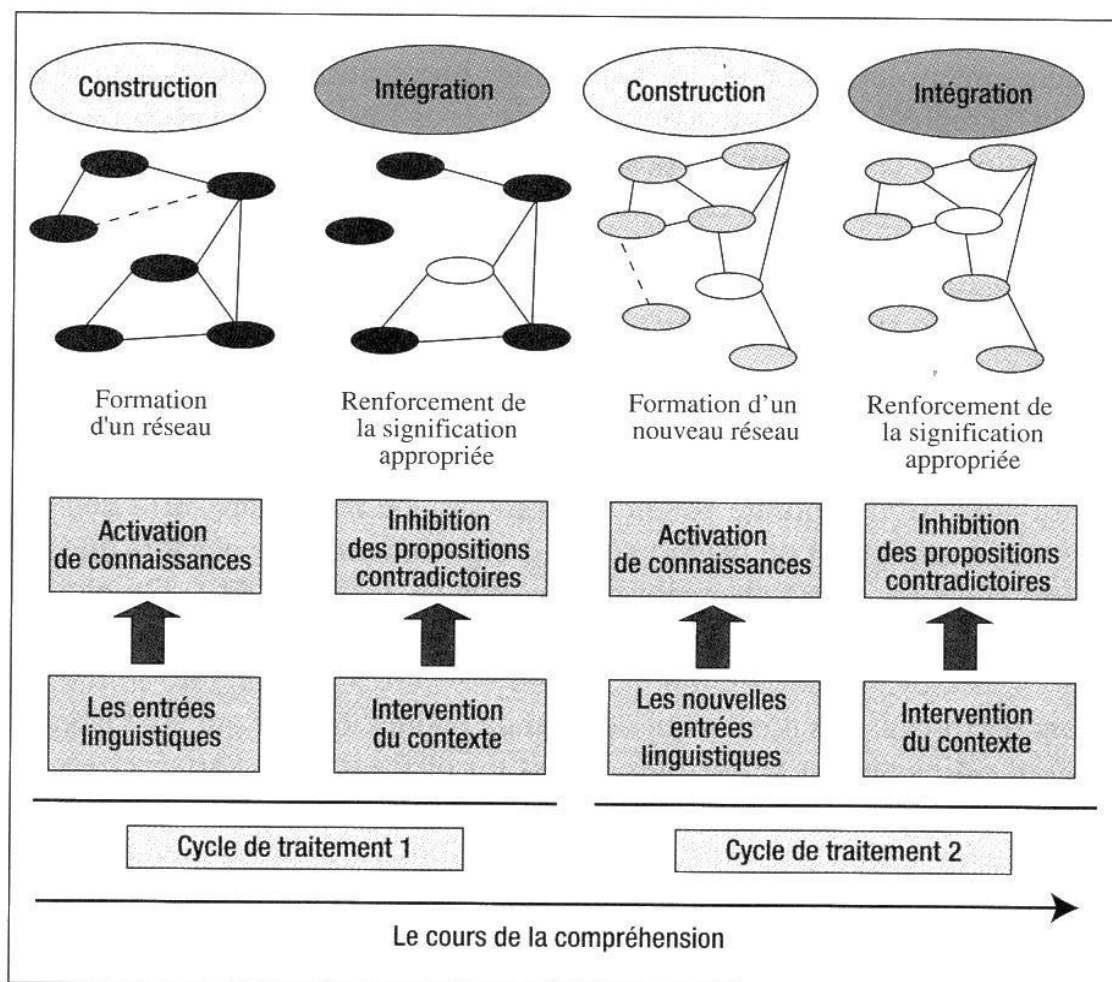 Construction
Intégration
Construction
Intégration
Formation
d'un réseau
Renforcement de
la signification
appropriée
Formation d'un
nouveau réseau
Renforcement de
la signification
appropriée
Activation
de connaissances
Inhibition
des propositions
contradictoires
Activation
de connaissances
Inhibition
des propositions
contradictoires
Les entrées
linguistiques
Intervention
du contexte
Les nouvelles
entrées
linguistiques
Intervention
du contexte
Cycle de traitement 1
Cycle de traitement 2
Le cours de la compréhension